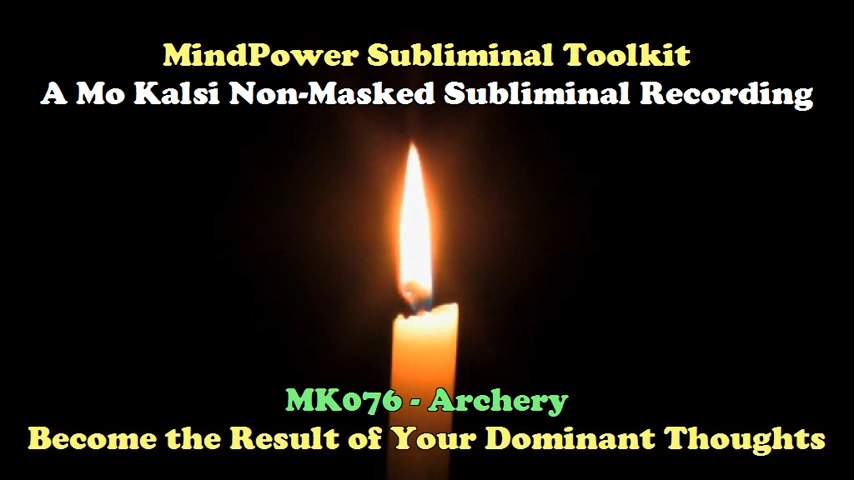 MindPower Subliminal Toolkit
A Mo Kalsi Non-Masked Subliminal Recording
MK076 - Archery
Become the Result of Your Dominant Thoughts